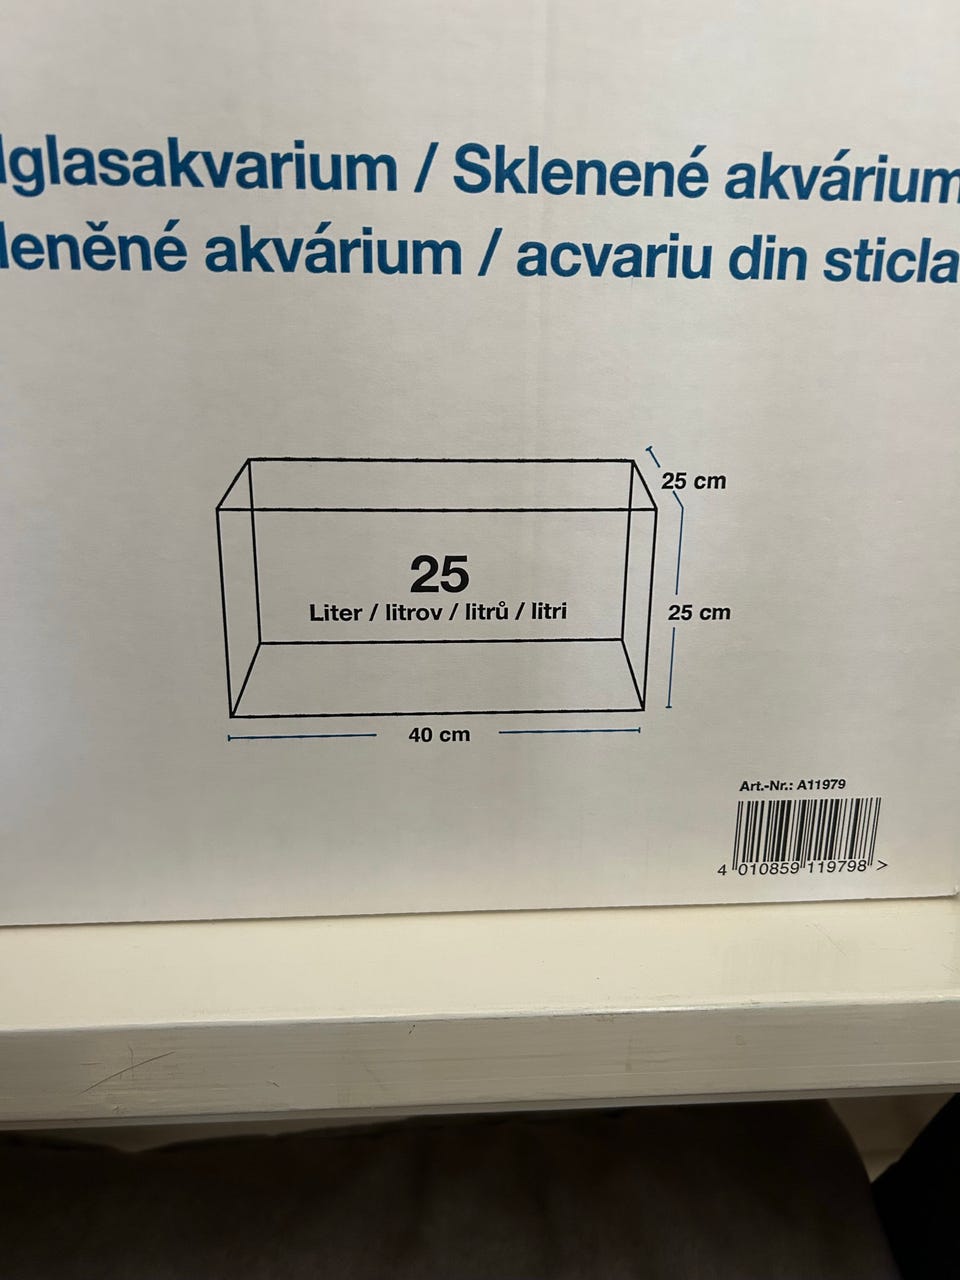 lglasakvarium / Sklenené akvárium
leněné akvárium / acvariu din sticla
25 cm
25
Liter / litrov / litrů / litri
25 cm
40 cm
Art.-Nr.: A11979
4 010859 119798 >